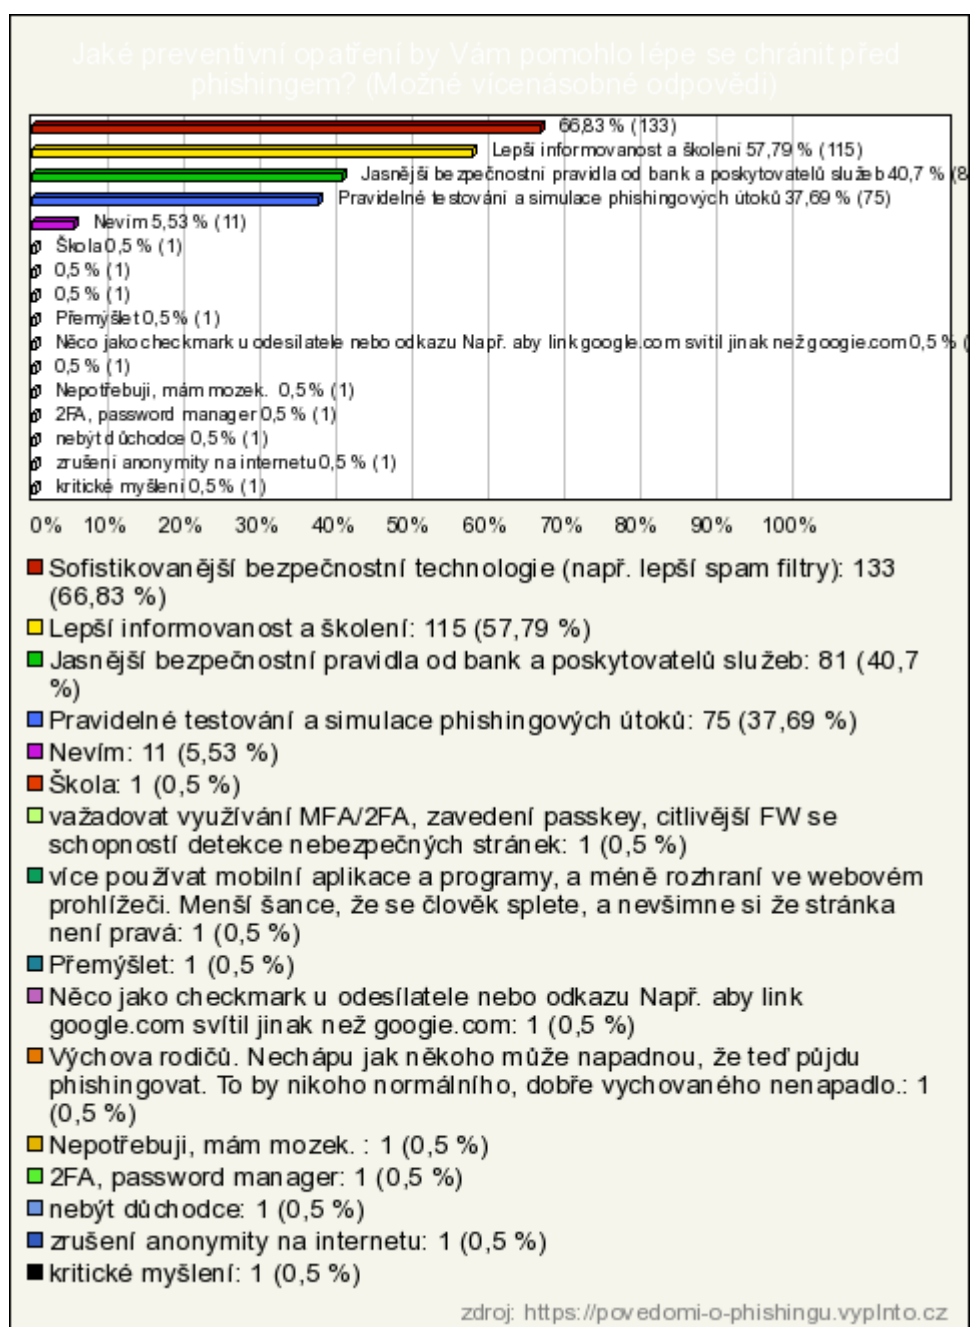 Jaké preventivní opatření by Vám pomohlo lépe se chránit před
phishingem? (Možné vícenásobné odpovědi)
66,83 % (133)
Lepší informovanost a školení 57,79 % (115)
Jasnější bezpečnostní pravidla od bank a poskytovatelů služeb 40,7 % (8
Pravidelné testování a simulace phishingových útoků 37,69 % (75)
Nevím 5,53 % (11)
Škola 0,5 % (1)
0,5 % (1)
0,5 % (1)
Přemýšlet 0,5 % (1)
Něco jako checkmark u odesílatele nebo odkazu Např. aby link google.com svítil jinak než googie.com 0,5 % (
0,5 % (1)
Nepotřebuji, mám mozek. 0,5 % (1)
2FA, password manager 0,5 % (1)
nebýt důchodce 0,5 % (1)
zrušení anonymity na internetu 0,5 % (1)
kritické myšlení 0,5 % (1)
0% 10% 20% 30% 40% 50% 60% 70% 80% 90% 100%
Sofistikovanější bezpečnostní technologie (např. lepší spam filtry): 133
(66,83 %)
Lepší informovanost a školení: 115 (57,79 %)
Jasnější bezpečnostní pravidla od bank a poskytovatelů služeb: 81 (40,7
%)
Pravidelné testování a simulace phishingových útoků: 75 (37,69 %)
Nevím: 11 (5,53 %)
Škola: 1 (0,5 %)
važadovat využívání MFA/2FA, zavedení passkey, citlivější FW se
schopností detekce nebezpečných stránek: 1 (0,5 %)
více používat mobilní aplikace a programy, a méně rozhraní ve webovém
prohlížeči. Menší šance, že se člověk splete, a nevšimne si že stránka
není pravá: 1 (0,5 %)
Přemýšlet: 1 (0,5 %)
Něco jako checkmark u odesílatele nebo odkazu Např. aby link
google.com svítil jinak než googie.com: 1 (0,5 %)
Výchova rodičů. Nechápu jak někoho může napadnou, že teď půjdu
phishingovat. To by nikoho normálního, dobře vychovaného nenapadlo.: 1
(0,5 %)
Nepotřebuji, mám mozek. : 1 (0,5 %)
2FA, password manager: 1 (0,5 %)
nebýt důchodce: 1 (0,5 %)
zrušení anonymity na internetu: 1 (0,5 %)
kritické myšlení: 1 (0,5 %)
zdroj: https://povedomi-o-phishingu.vyplnto.cz